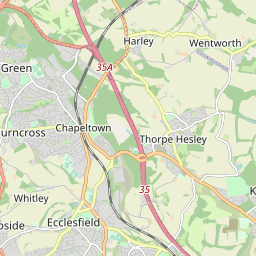 Harley
Wentworth
35A
Green
urncross
Chapeltown
Thorpe Hesley
35
K
Whitley
oside
Ecclesfield